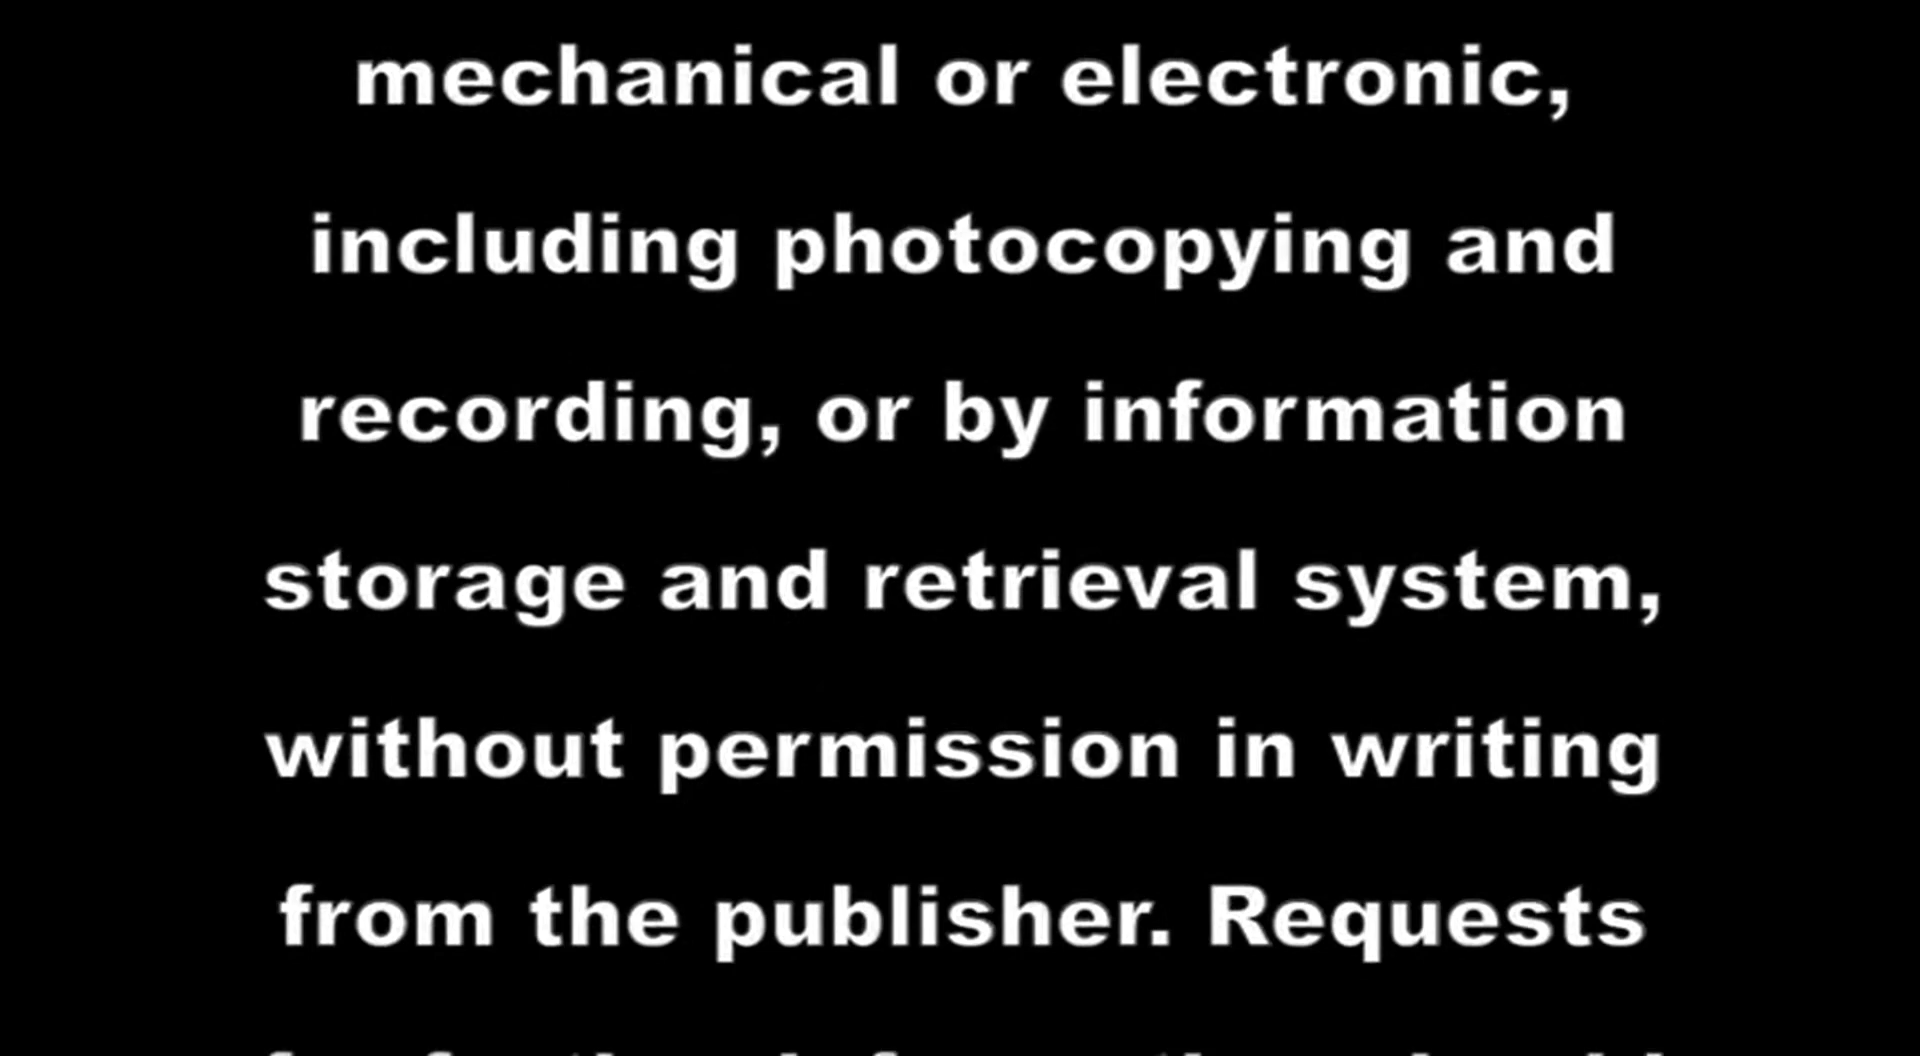 mechanical or electronic,
including photocopying and
recording, or by information
storage and retrieval system,
without permission in writing
from the publisher. Requests